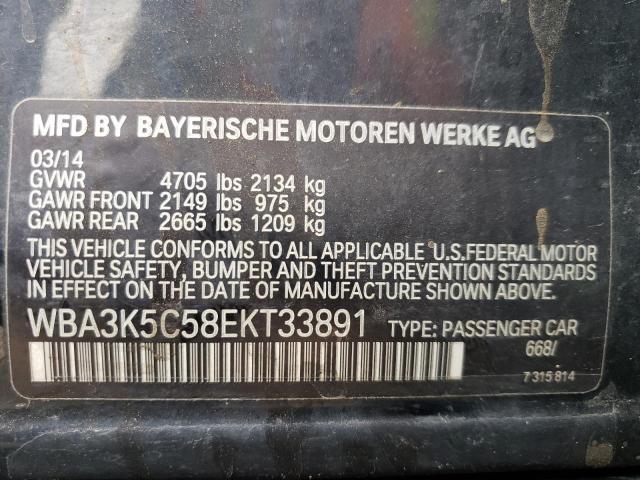 MFD BY BAYERISCHE MOTOREN WERKE AG
03/14
GVWR 4705 lbs 2134 kg
GAWR FRONT 2149 lbs 975 kg
GAWR REAR 2665 lbs 1209 kg
THIS VEHICLE CONFORMS TO ALL APPLICABLE U.S.FEDERAL MOTOR
VEHICLE SAFETY, BUMPER AND THEFT PREVENTION STANDARDS
IN EFFECT ON THE DATE OF MANUFACTURE SHOWN ABOVE.
WBA3K5C58EKT33891 TYPE: PASSENGER CAR
668/
7 315 814